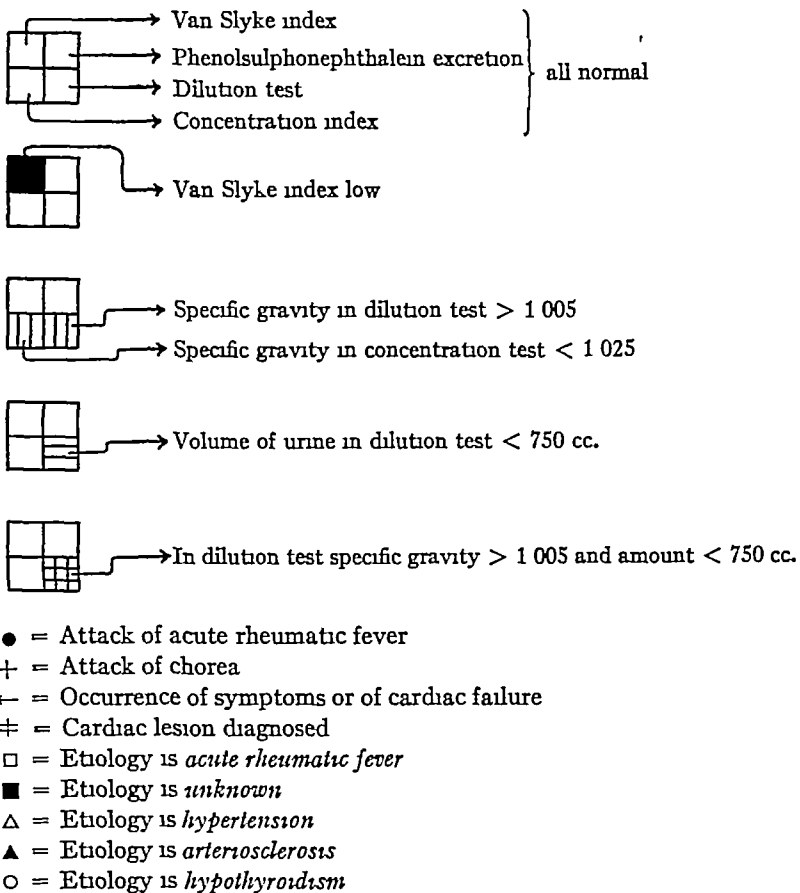 Van Slyke index
Phenolsulphonephthalein excretion
Dilution test
Concentration index
all normal
Van Slyke index low
Specific gravity in dilution test > 1 005
Specific gravity in concentration test < 1 025
Volume of urine in dilution test < 750 cc.
In dilution test specific gravity > 1 005 and amount < 750 cc.
● = Attack of acute rheumatic fever
+ = Attack of chorea
← = Occurrence of symptoms or of cardiac failure
‡ = Cardiac lesion diagnosed
□ = Etiology is acute rheumatic fever
■ = Etiology is unknown
△ = Etiology is hypertension
▲ = Etiology is arteriosclerosis
○ = Etiology is hypothyroidism